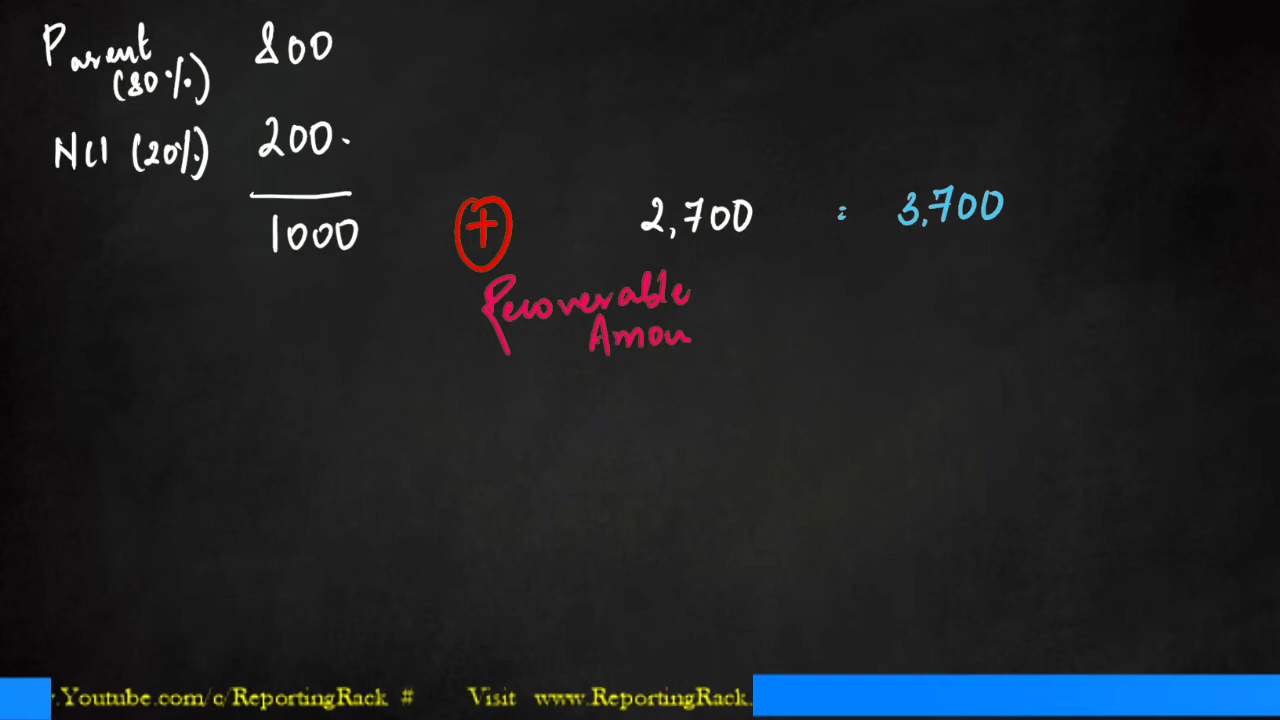 Parent 800
(80%)
NCI (20%) 200
1000 + 2,700 = 3,700
Recoverable
Amou
.Youtube.com/c/ReportingRack # Visit www.ReportingRack.